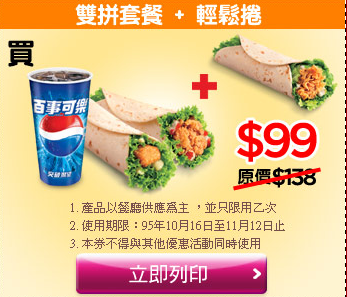 雙拼套餐 + 輕鬆捲
買
百事可樂
+
$99
原價$138
1. 產品以餐廳供應為主,並只限用乙次
2. 使用期限:95年10月16日至11月12日止
3. 本券不得與其他優惠活動同時使用
立即列印